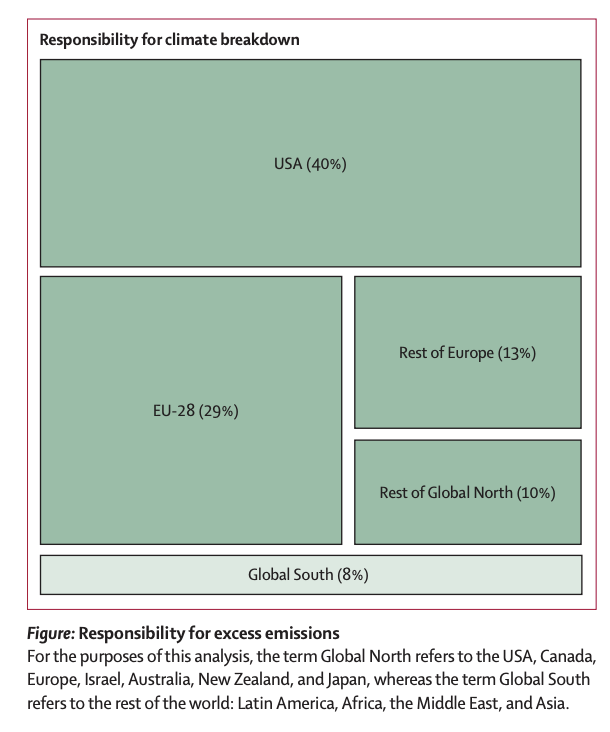 Responsibility for climate breakdown
USA (40%)
EU-28 (29%)
Rest of Europe (13%)
Rest of Global North (10%)
Global South (8%)
Figure: Responsibility for excess emissions
For the purposes of this analysis, the term Global North refers to the USA, Canada,
Europe, Israel, Australia, New Zealand, and Japan, whereas the term Global South
refers to the rest of the world: Latin America, Africa, the Middle East, and Asia.